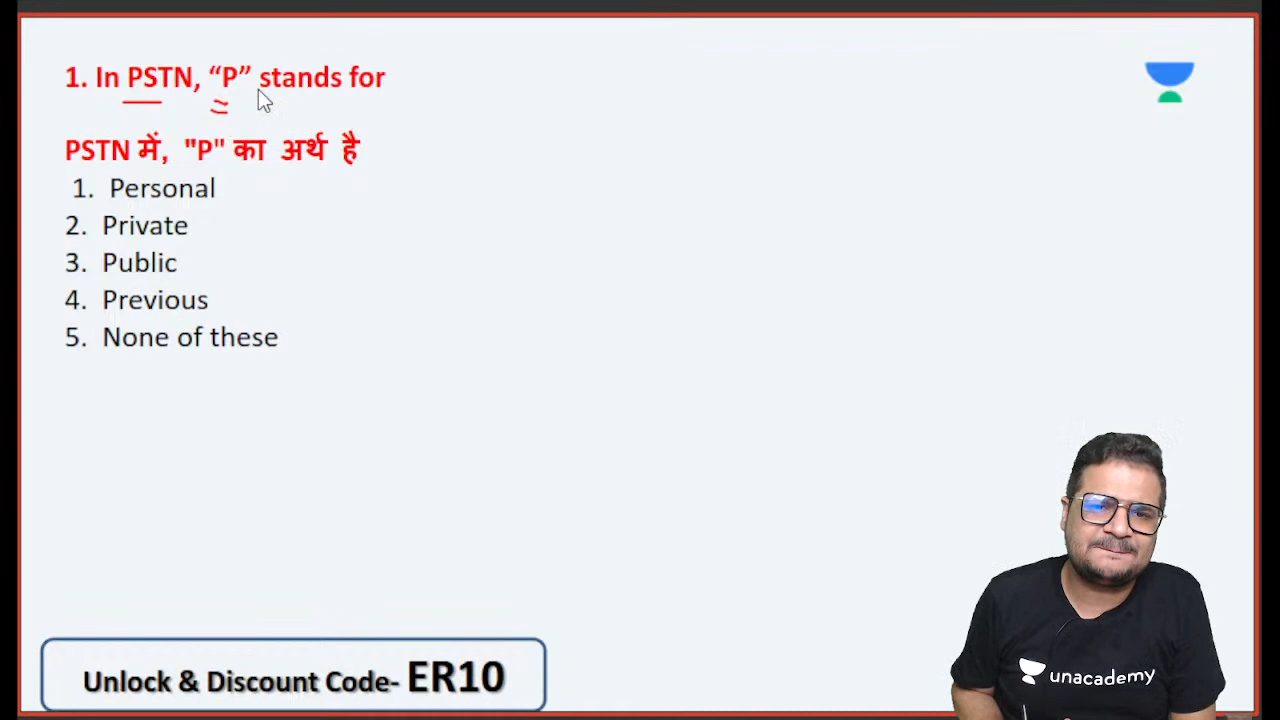 1. In PSTN, “P” stands for
PSTN में, "P" का अर्थ है
1. Personal
2. Private
3. Public
4. Previous
5. None of these
unacademy
Unlock & Discount Code- ER10